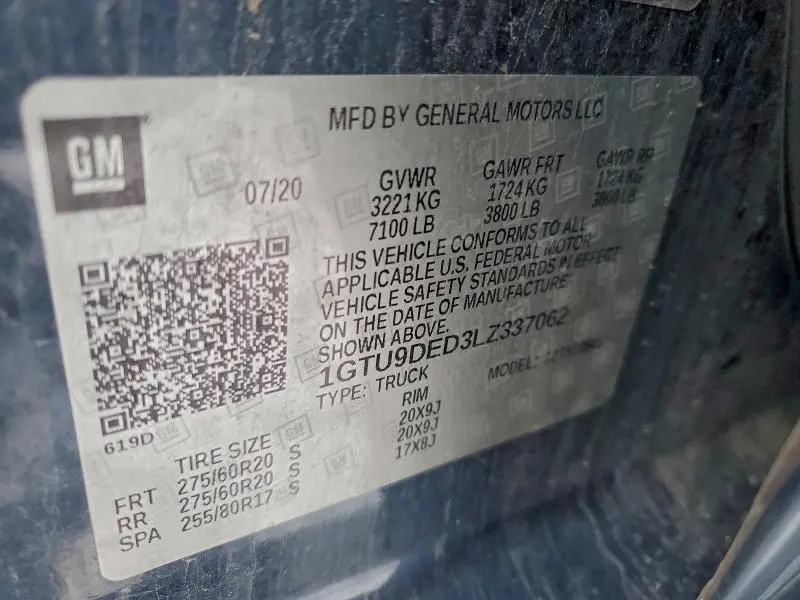 GM
MFD BY GENERAL MOTORS LLC
07/20
GVWR GAWR FRT GAWR RR
3221 KG 1724 KG 1724 KG
7100 LB 3800 LB 3800 LB
THIS VEHICLE CONFORMS TO ALL
APPLICABLE U.S. FEDERAL MOTOR
VEHICLE SAFETY STANDARDS IN EFFECT
ON THE DATE OF MANUFACTURE
SHOWN ABOVE.
1GTU9DED3LZ337062
TYPE: TRUCK MODEL:
619D
TIRE SIZE RIM
FRT 275/60R20 S 20X9J
RR 275/60R20 S 20X9J
SPA 255/80R17 S 17X8J